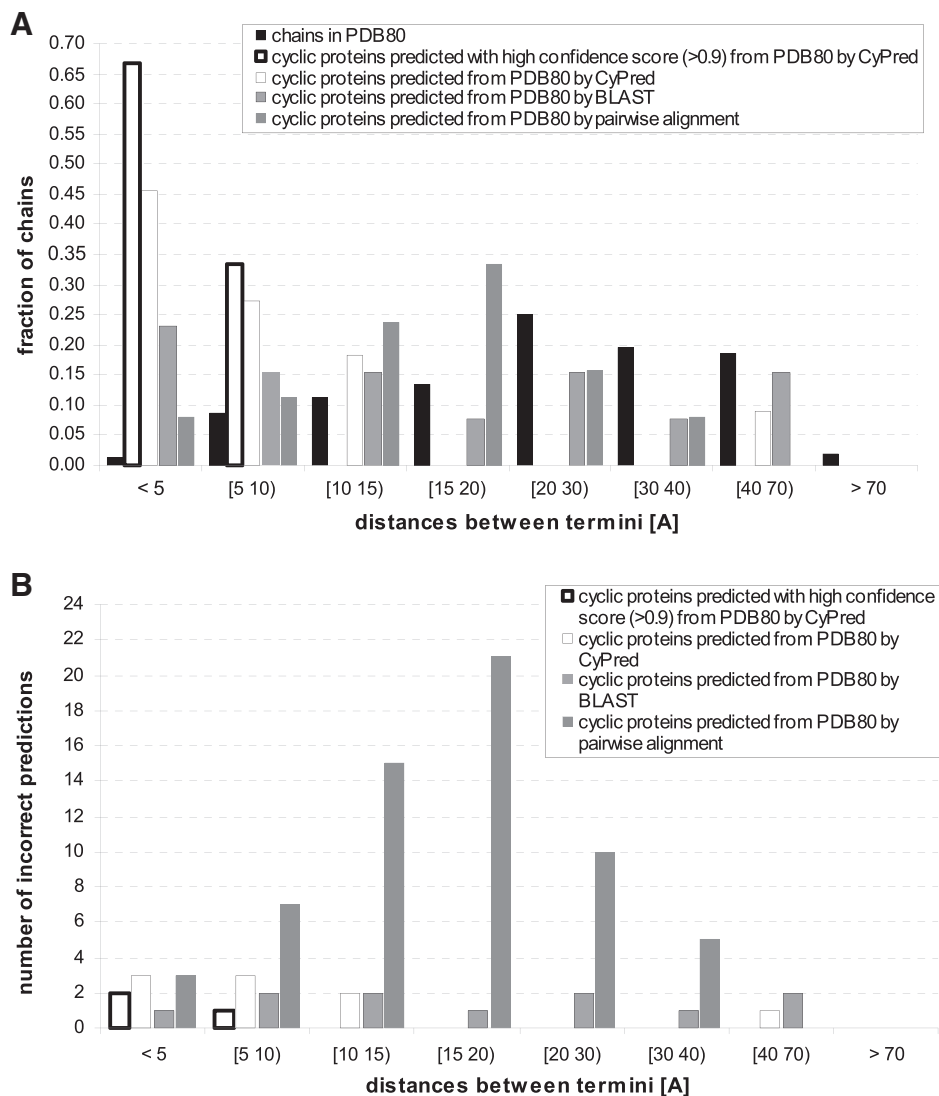 A
chains in PDB80
cyclic proteins predicted with high confidence score (>0.9) from PDB80 by CyPred
cyclic proteins predicted from PDB80 by CyPred
cyclic proteins predicted from PDB80 by BLAST
cyclic proteins predicted from PDB80 by pairwise alignment
fraction of chains
0.70
0.65
0.60
0.55
0.50
0.45
0.40
0.35
0.30
0.25
0.20
0.15
0.10
0.05
0.00
< 5 [5 10) [10 15) [15 20) [20 30) [30 40) [40 70) > 70
distances between termini [A]
B
cyclic proteins predicted with high confidence
score (>0.9) from PDB80 by CyPred
cyclic proteins predicted from PDB80 by
CyPred
cyclic proteins predicted from PDB80 by
BLAST
cyclic proteins predicted from PDB80 by
pairwise alignment
number of incorrect predictions
24
22
20
18
16
14
12
10
8
6
4
2
0
< 5 [5 10) [10 15) [15 20) [20 30) [30 40) [40 70) > 70
distances between termini [A]